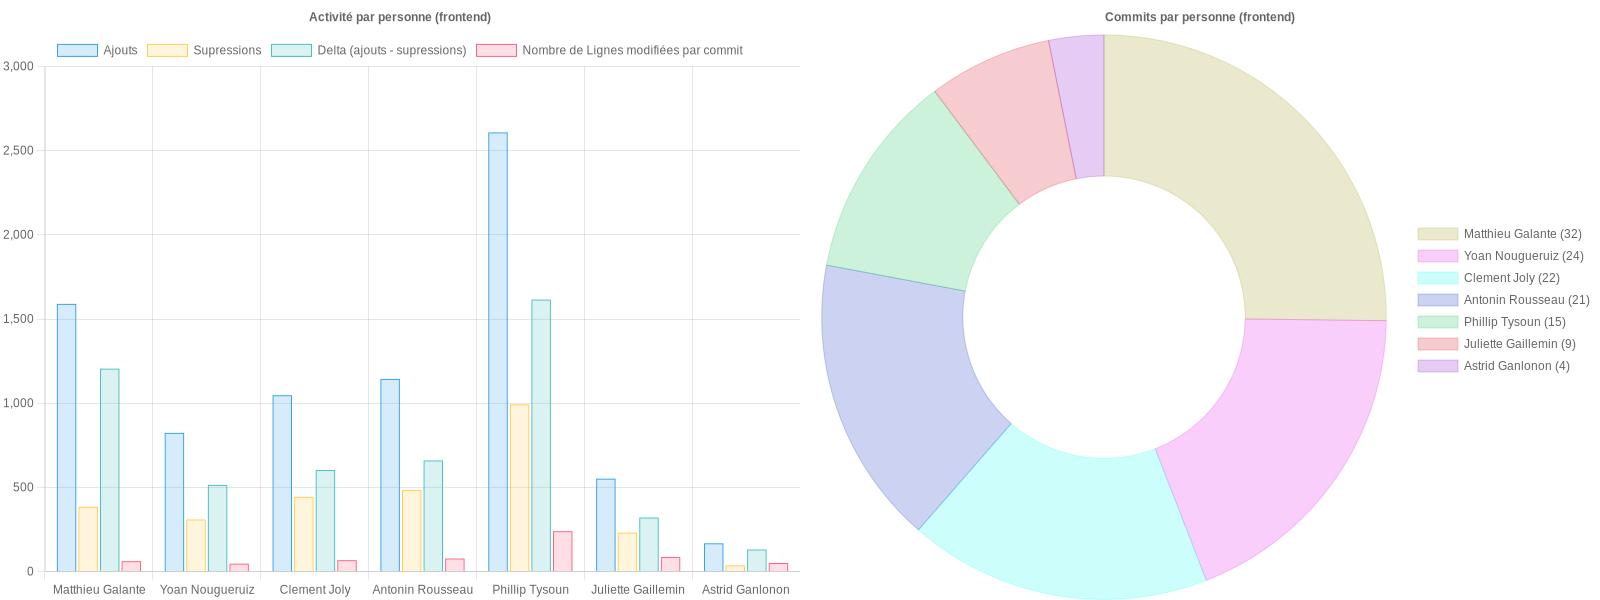 Activité par personne (frontend)
Ajouts
Supressions
Delta (ajouts - supressions)
Nombre de Lignes modifiées par commit
3,000
2,500
2,000
1,500
1,000
500
0
Matthieu Galante
Yoan Nougueruiz
Clement Joly
Antonin Rousseau
Phillip Tysoun
Juliette Gaillemin
Astrid Ganlonon
Commits par personne (frontend)
Matthieu Galante (32)
Yoan Nougueruiz (24)
Clement Joly (22)
Antonin Rousseau (21)
Phillip Tysoun (15)
Juliette Gaillemin (9)
Astrid Ganlonon (4)